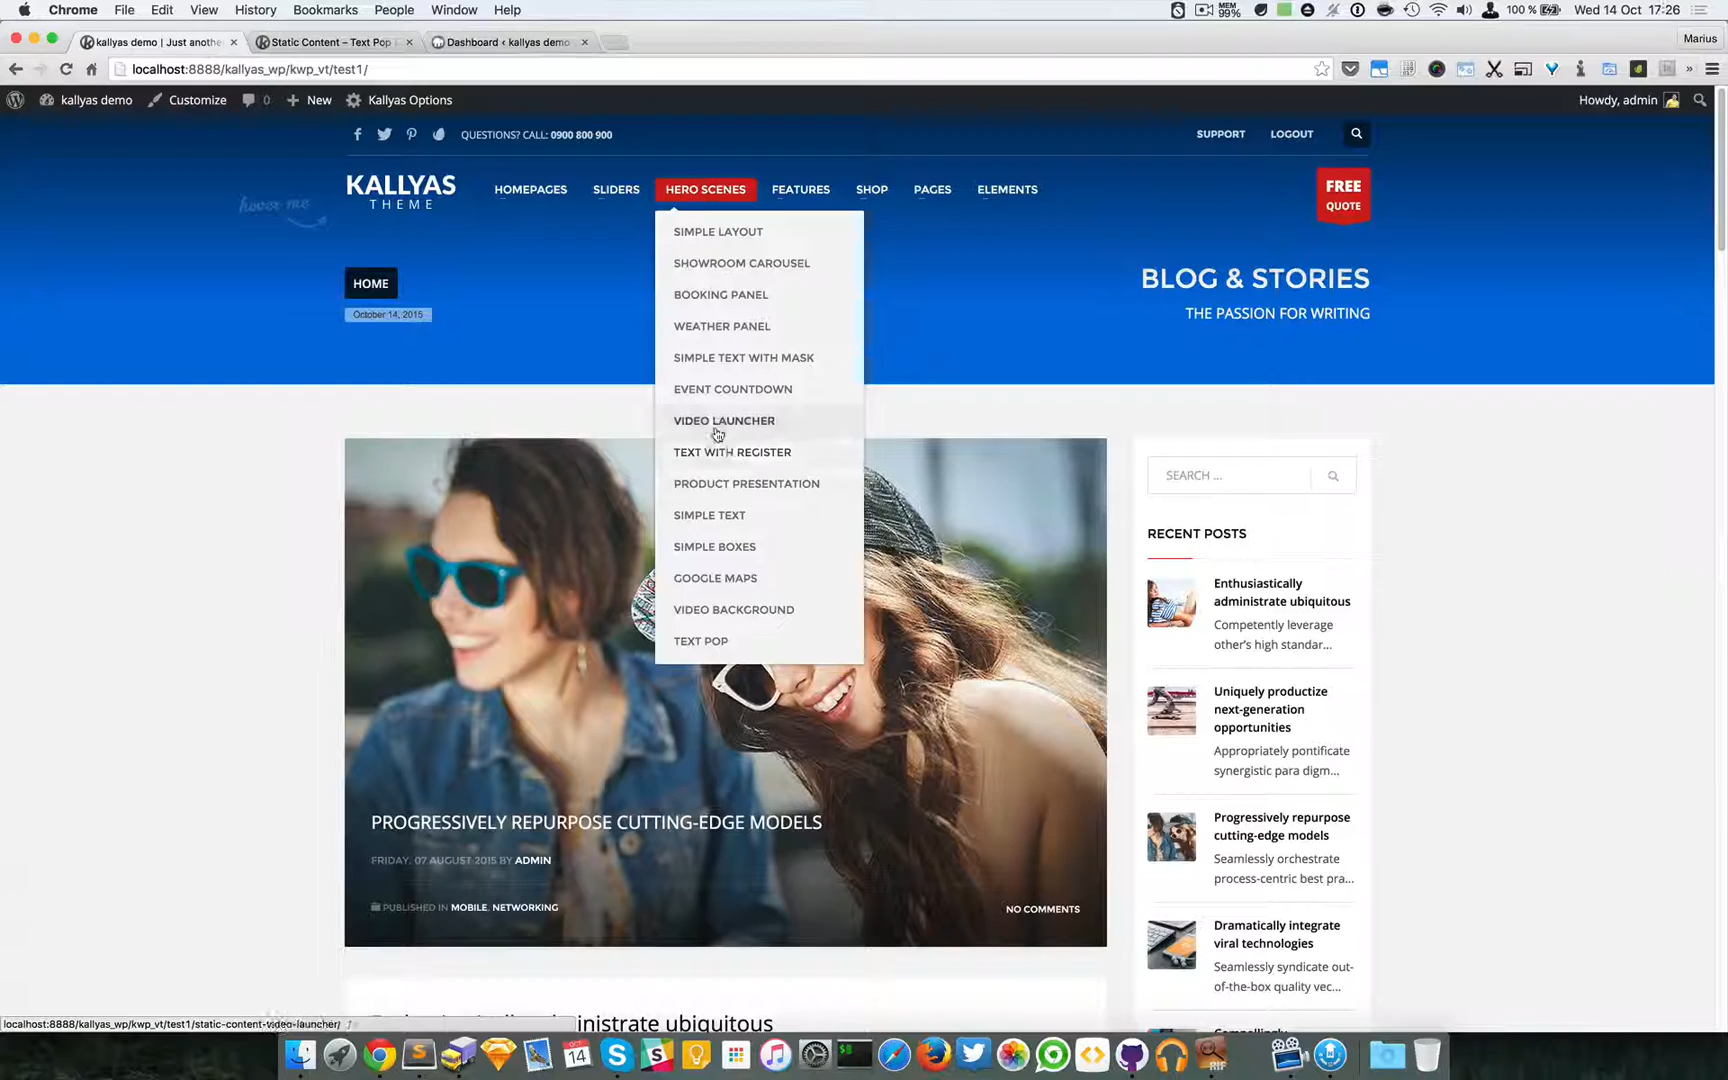 Chrome File Edit View History Bookmarks People Window Help
MEM 99% 100 % Wed 14 Oct 17:26
kallyas demo | Just anothe
Static Content – Text Pop
Dashboard ‹ kallyas demo
Marius
localhost:8888/kallyas_wp/kwp_vt/test1/
kallyas demo Customize 0 New Kallyas Options Howdy, admin
QUESTIONS? CALL: 0900 800 900 SUPPORT LOGOUT
KALLYAS
THEME
hover me
HOMEPAGES SLIDERS HERO SCENES FEATURES SHOP PAGES ELEMENTS
FREE
QUOTE
SIMPLE LAYOUT
SHOWROOM CAROUSEL
BOOKING PANEL
WEATHER PANEL
SIMPLE TEXT WITH MASK
EVENT COUNTDOWN
VIDEO LAUNCHER
TEXT WITH REGISTER
PRODUCT PRESENTATION
SIMPLE TEXT
SIMPLE BOXES
GOOGLE MAPS
VIDEO BACKGROUND
TEXT POP
HOME
October 14, 2015
BLOG & STORIES
THE PASSION FOR WRITING
PROGRESSIVELY REPURPOSE CUTTING-EDGE MODELS
FRIDAY, 07 AUGUST 2015 BY ADMIN
PUBLISHED IN MOBILE, NETWORKING
NO COMMENTS
SEARCH ...
RECENT POSTS
Enthusiastically
administrate ubiquitous
Competently leverage
other's high standar...
Uniquely productize
next-generation
opportunities
Appropriately pontificate
synergistic para digm...
Progressively repurpose
cutting-edge models
Seamlessly orchestrate
process-centric best pra...
Dramatically integrate
viral technologies
Seamlessly syndicate out-
of-the-box quality vec...
inistrate ubiquitous
localhost:8888/kallyas_wp/kwp_vt/test1/static-content-video-launcher/
OCT
14